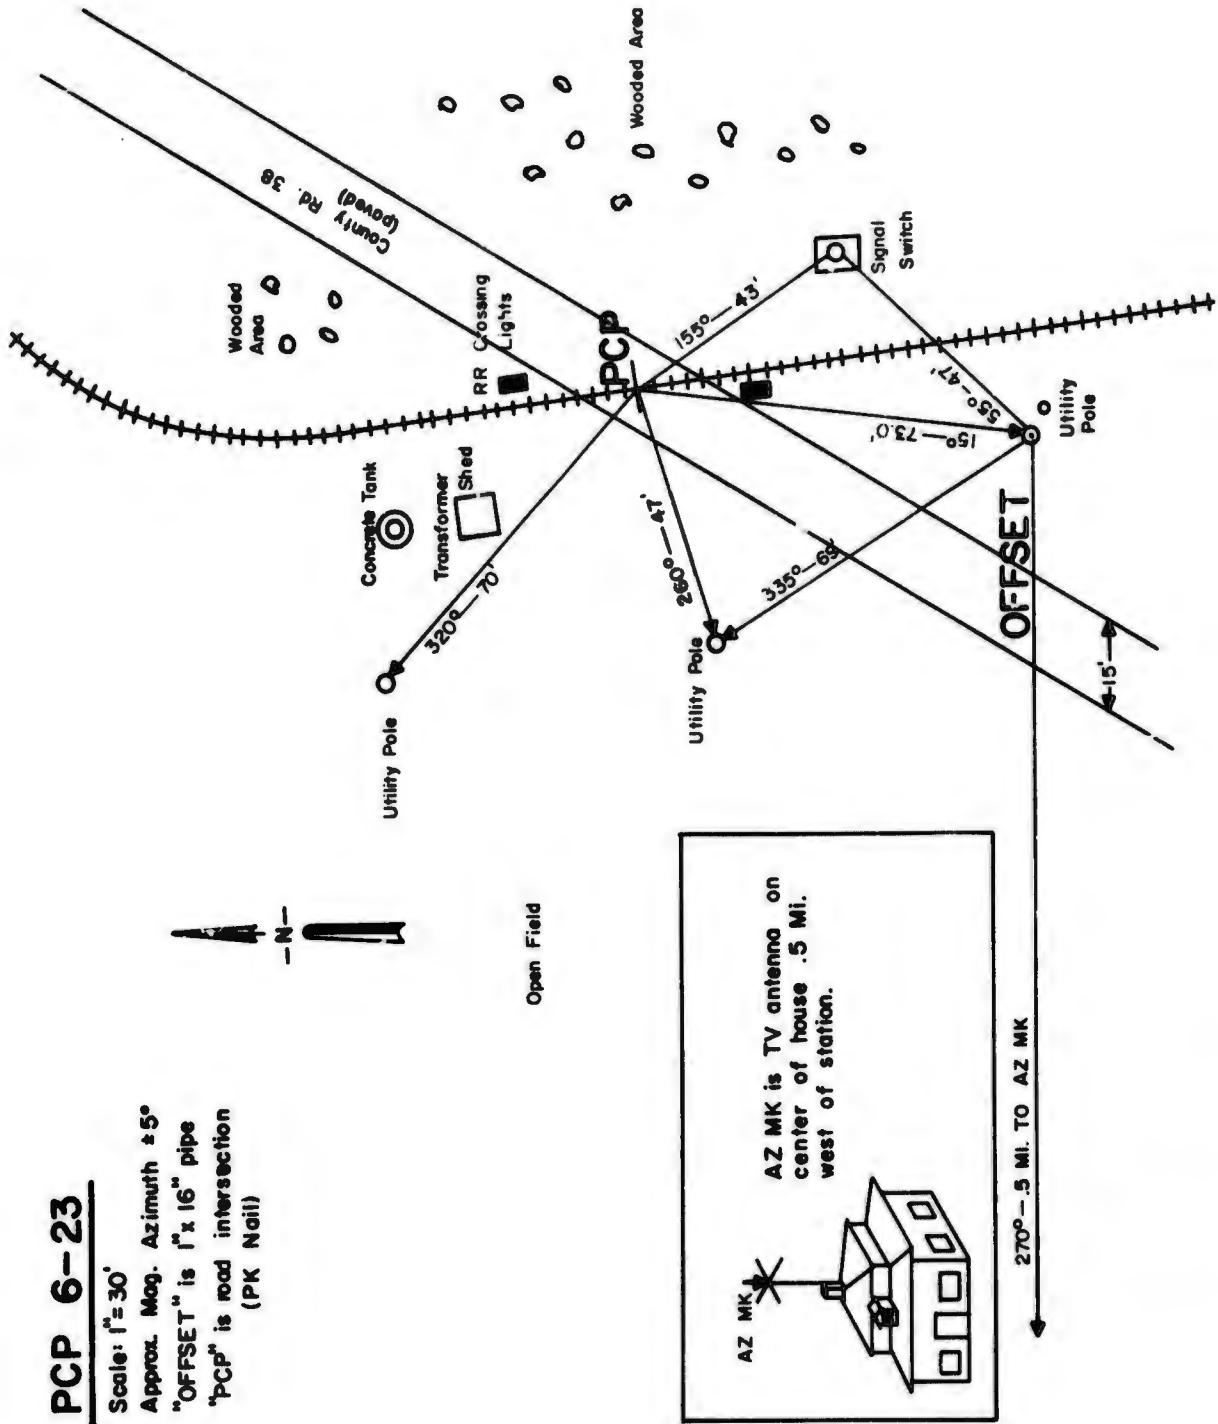 PCP 6-23
Scale: 1"=30'
Approx. Mag. Azimuth ±5°
"OFFSET" is 1"x 16" pipe
"PCP" is road intersection
(PK Nail)
-N-
Open Field
Wooded
Area
County Rd. 38
(paved)
Wooded Area
RR Crossing
Lights
Concrete Tank
Transformer
Shed
PCP
320°—70'
155°—43'
Signal
Switch
Utility Pole
260°—47'
Utility Pole
335°—69'
15°—73.0'
55°—47'
Utility
Pole
OFFSET
15'
AZ MK is TV antenna on
center of house .5 Mi.
west of station.
AZ MK
270°—.5 MI. TO AZ MK